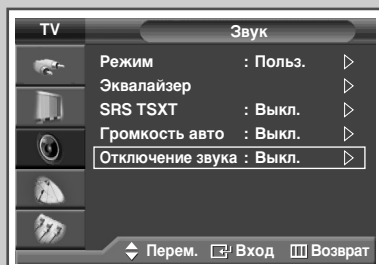 TV
Звук
Режим : Польз.
Эквалайзер
SRS TSXT : Выкл.
Громкость авто : Выкл.
Отключение звука : Выкл.
Перем. Вход Возврат